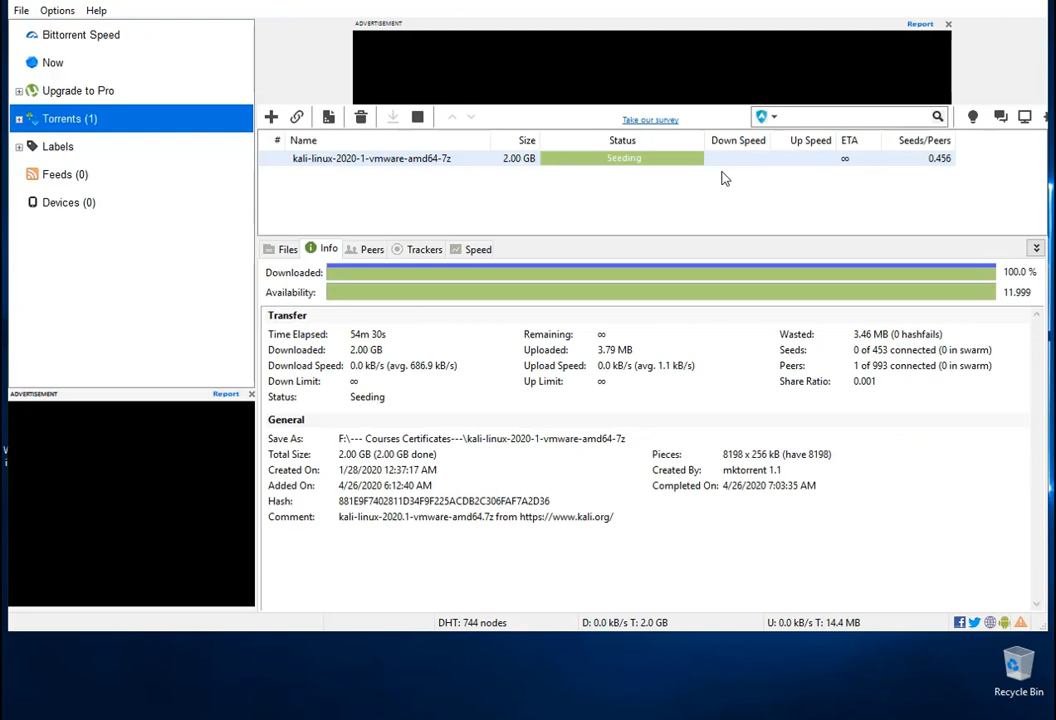 File Options Help
ADVERTISEMENT Report
Bittorrent Speed
Now
Upgrade to Pro
Torrents (1)
Labels
Feeds (0)
Devices (0)
Take our survey
# Name Size Status Down Speed Up Speed ETA Seeds/Peers
kali-linux-2020-1-vmware-amd64-7z 2.00 GB Seeding ∞ 0.456
Files Info Peers Trackers Speed
Downloaded: 100.0 %
Availability: 11.999
Transfer
Time Elapsed: 54m 30s Remaining: ∞ Wasted: 3.46 MB (0 hashfails)
Downloaded: 2.00 GB Uploaded: 3.79 MB Seeds: 0 of 453 connected (0 in swarm)
Download Speed: 0.0 kB/s (avg. 686.9 kB/s) Upload Speed: 0.0 kB/s (avg. 1.1 kB/s) Peers: 1 of 993 connected (0 in swarm)
Down Limit: ∞ Up Limit: ∞ Share Ratio: 0.001
Status: Seeding
ADVERTISEMENT Report
General
Save As: F:\--- Courses Certificates---\kali-linux-2020-1-vmware-amd64-7z
Total Size: 2.00 GB (2.00 GB done) Pieces: 8198 x 256 kB (have 8198)
Created On: 1/28/2020 12:37:17 AM Created By: mktorrent 1.1
Added On: 4/26/2020 6:12:40 AM Completed On: 4/26/2020 7:03:35 AM
Hash: 881E9F7402811D34F9F225ACDB2C306FAF7A2D36
Comment: kali-linux-2020.1-vmware-amd64.7z from https://www.kali.org/
DHT: 744 nodes D: 0.0 kB/s T: 2.0 GB U: 0.0 kB/s T: 14.4 MB
Recycle Bin